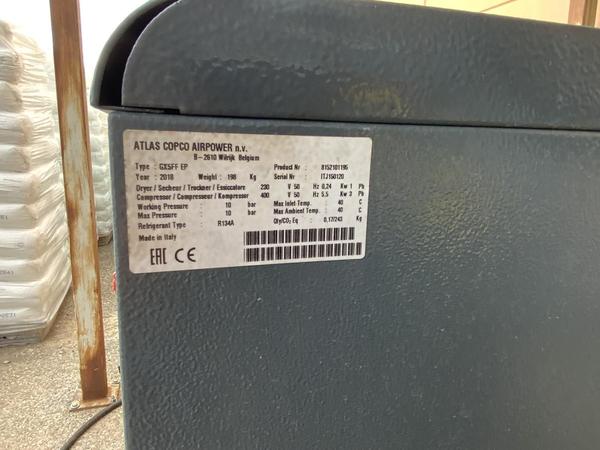 ATLAS COPCO AIRPOWER n.v.
B-2610 Wilrijk Belgium
Type : GX5FF EP Product Nr : 8152101195
Year : 2018 Weight : 198 Kg Serial Nr : ITJ150120
Dryer / Secheur / Trockner / Essiccatore 230 V 50 Hz 0,24 Kw 1 Ph
Compressor / Compresseur / Kompressor 400 V 50 Hz 5.5 Kw 3 Ph
Working Pressure : 10 bar Max Inlet Temp. : 40 C
Max Pressure : 10 bar Max Ambient Temp. : 40 C
Refrigerant Type R134A Qty/CO₂ Eq : 0,17/243 Kg
Made in Italy
EAC CE